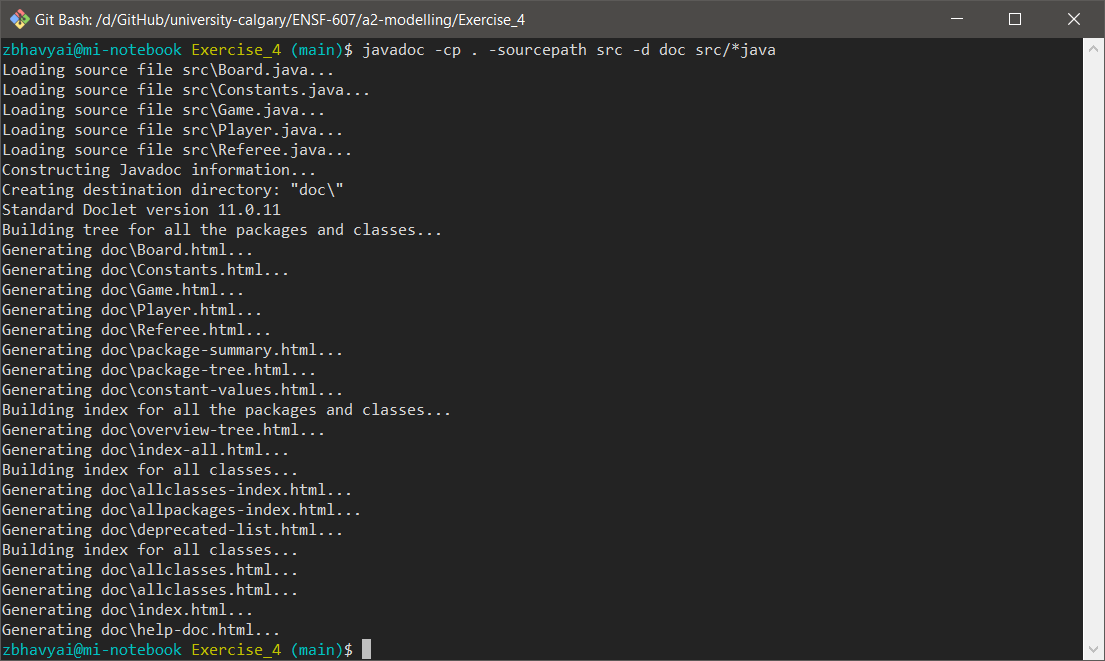 Git Bash: /d/GitHub/university-calgary/ENSF-607/a2-modelling/Exercise_4
zbhavyai@mi-notebook Exercise_4 (main)$ javadoc -cp . -sourcepath src -d doc src/*java
Loading source file src\Board.java...
Loading source file src\Constants.java...
Loading source file src\Game.java...
Loading source file src\Player.java...
Loading source file src\Referee.java...
Constructing Javadoc information...
Creating destination directory: "doc\"
Standard Doclet version 11.0.11
Building tree for all the packages and classes...
Generating doc\Board.html...
Generating doc\Constants.html...
Generating doc\Game.html...
Generating doc\Player.html...
Generating doc\Referee.html...
Generating doc\package-summary.html...
Generating doc\package-tree.html...
Generating doc\constant-values.html...
Building index for all the packages and classes...
Generating doc\overview-tree.html...
Generating doc\index-all.html...
Building index for all classes...
Generating doc\allclasses-index.html...
Generating doc\allpackages-index.html...
Generating doc\deprecated-list.html...
Building index for all classes...
Generating doc\allclasses.html...
Generating doc\allclasses.html...
Generating doc\index.html...
Generating doc\help-doc.html...
zbhavyai@mi-notebook Exercise_4 (main)$